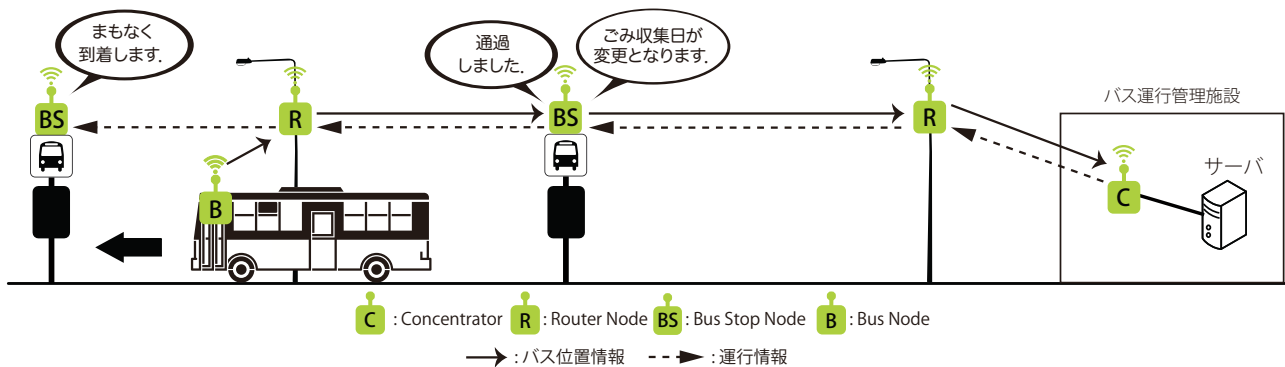 まもなく
到着します.
通過
しました.
ごみ収集日が
変更となります.
バス運行管理施設
サーバ
BS
R
BS
R
B
C
C : Concentrator R : Router Node BS : Bus Stop Node B : Bus Node
: バス位置情報 : 運行情報